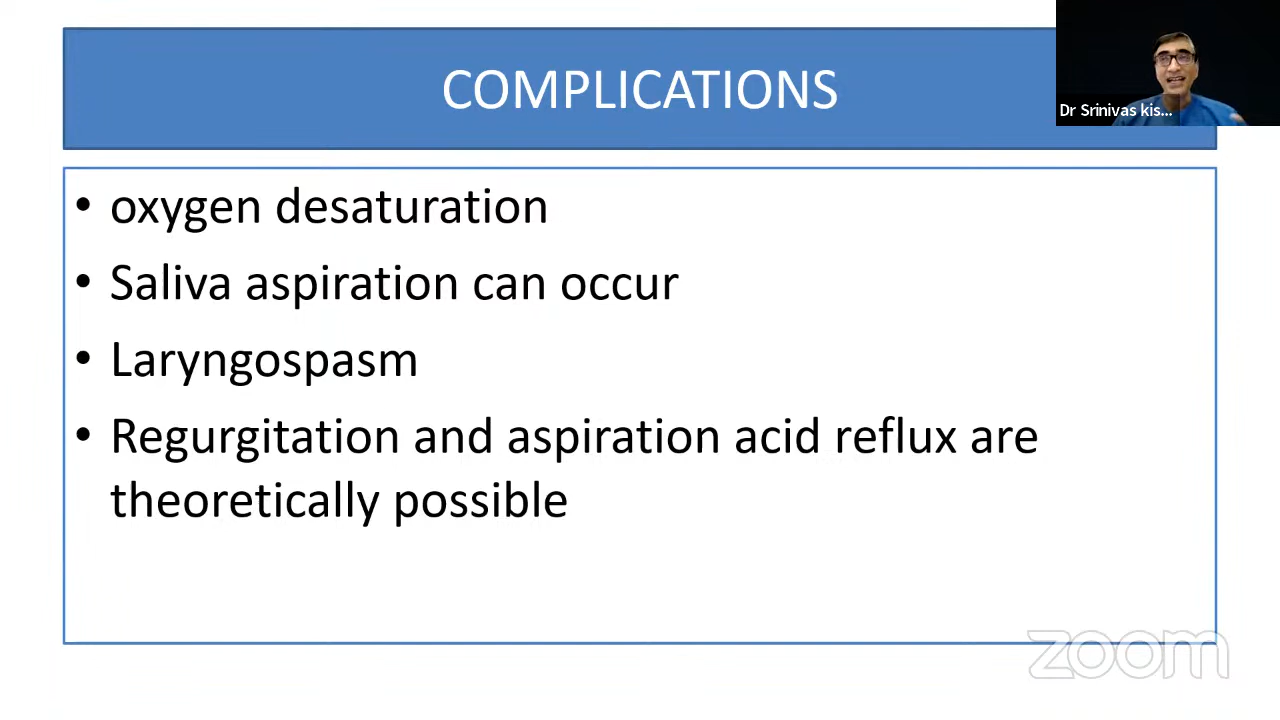 COMPLICATIONS
Dr Srinivas kis...
• oxygen desaturation
• Saliva aspiration can occur
• Laryngospasm
• Regurgitation and aspiration acid reflux are
theoretically possible
zoom